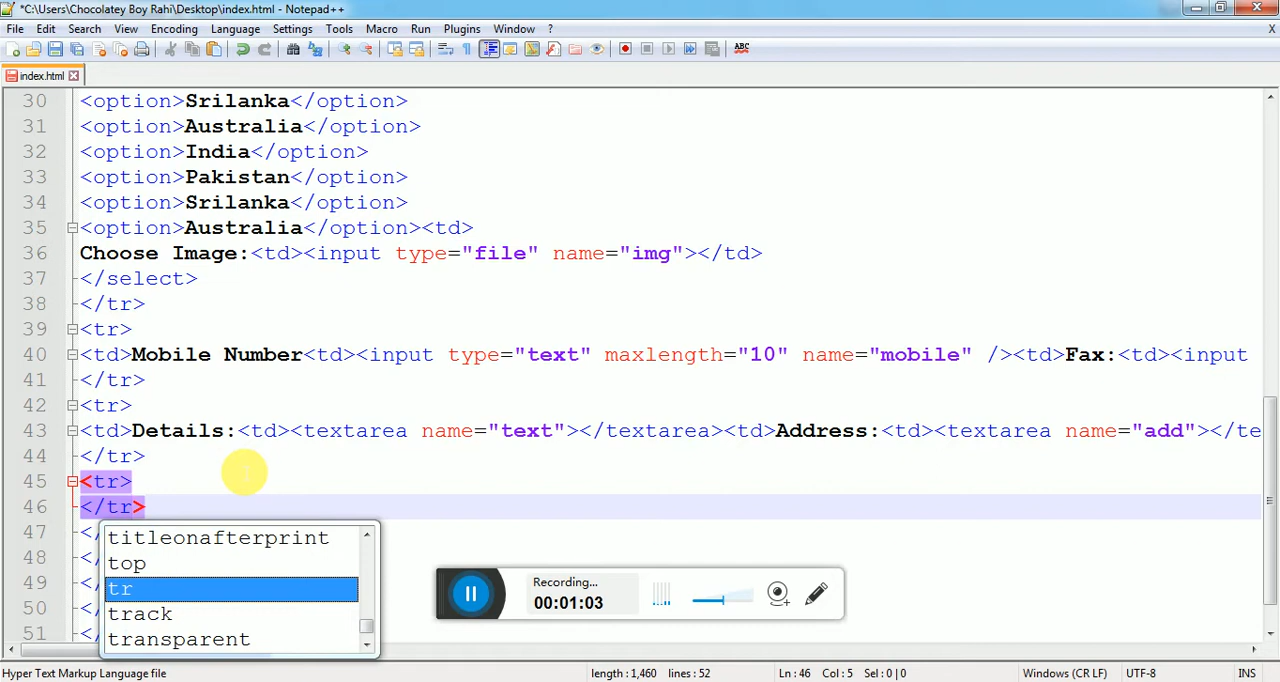 *C:\Users\Chocolatey Boy Rahi\Desktop\index.html - Notepad++
File Edit Search View Encoding Language Settings Tools Macro Run Plugins Window ? X
ABC
index.html
30 <option>Srilanka</option>
31 <option>Australia</option>
32 <option>India</option>
33 <option>Pakistan</option>
34 <option>Srilanka</option>
35 <option>Australia</option><td>
36 Choose Image:<td><input type="file" name="img"></td>
37 </select>
38 </tr>
39 <tr>
40 <td>Mobile Number<td><input type="text" maxlength="10" name="mobile" /><td>Fax:<td><input
41 </tr>
42 <tr>
43 <td>Details:<td><textarea name="text"></textarea><td>Address:<td><textarea name="add"></te
44 </tr>
45 <tr>
46 </tr>
47 </
48 </
49 </
50 </
51 </
titleonafterprint
top
tr
track
transparent
Recording...
00:01:03
Hyper Text Markup Language file length : 1,460 lines : 52 Ln : 46 Col : 5 Sel : 0 | 0 Windows (CR LF) UTF-8 INS